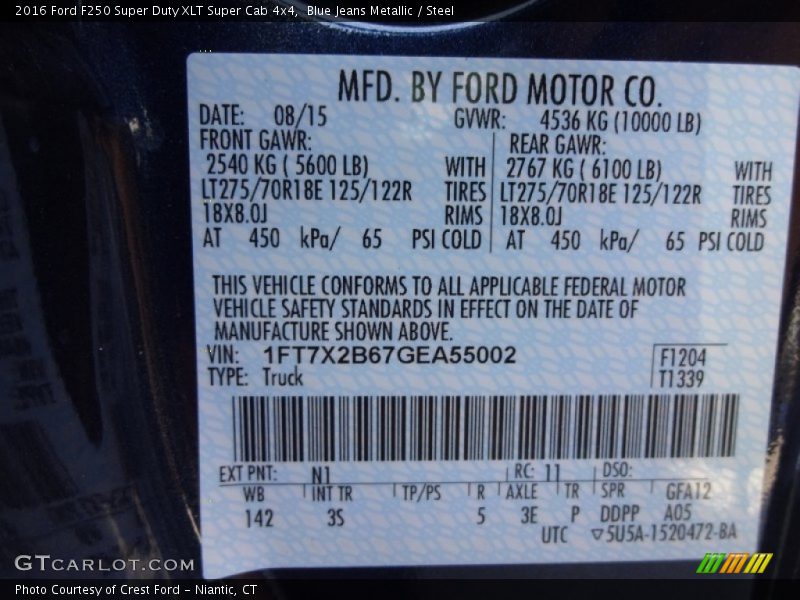 2016 Ford F250 Super Duty XLT Super Cab 4x4, Blue Jeans Metallic / Steel
MFD. BY FORD MOTOR CO.
DATE: 08/15 GVWR: 4536 KG (10000 LB)
FRONT GAWR: REAR GAWR:
2540 KG ( 5600 LB) WITH 2767 KG ( 6100 LB) WITH
LT275/70R18E 125/122R TIRES LT275/70R18E 125/122R TIRES
18X8.0J RIMS 18X8.0J RIMS
AT 450 kPa/ 65 PSI COLD AT 450 kPa/ 65 PSI COLD
THIS VEHICLE CONFORMS TO ALL APPLICABLE FEDERAL MOTOR
VEHICLE SAFETY STANDARDS IN EFFECT ON THE DATE OF
MANUFACTURE SHOWN ABOVE.
VIN: 1FT7X2B67GEA55002 F1204
TYPE: Truck T1339
EXT PNT: N1 RC: 11 DSO:
WB INT TR TP/PS R AXLE TR SPR GFA12
142 3S 5 3E P DDPP A05
UTC ▽5U5A-1520472-BA
GTCARLOT.COM
Photo Courtesy of Crest Ford - Niantic, CT